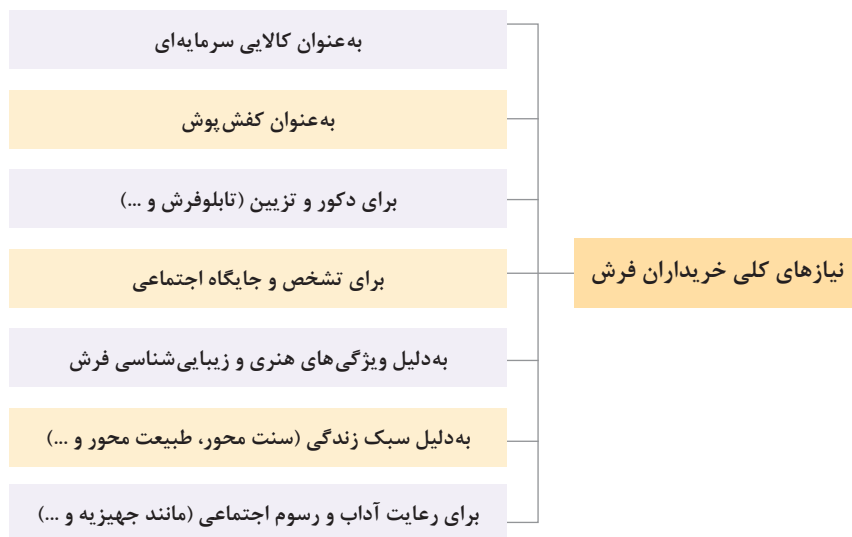 نیازهای کلی خریداران فرش
به‌عنوان کالایی سرمایه‌ای
به‌عنوان کفش‌پوش
برای دکور و تزیین (تابلوفرش و ...)
برای تشخص و جایگاه اجتماعی
به‌دلیل ویژگی‌های هنری و زیبایی‌شناسی فرش
به‌دلیل سبک زندگی (سنت محور، طبیعت محور و ...)
برای رعایت آداب و رسوم اجتماعی (مانند جهیزیه و ...)